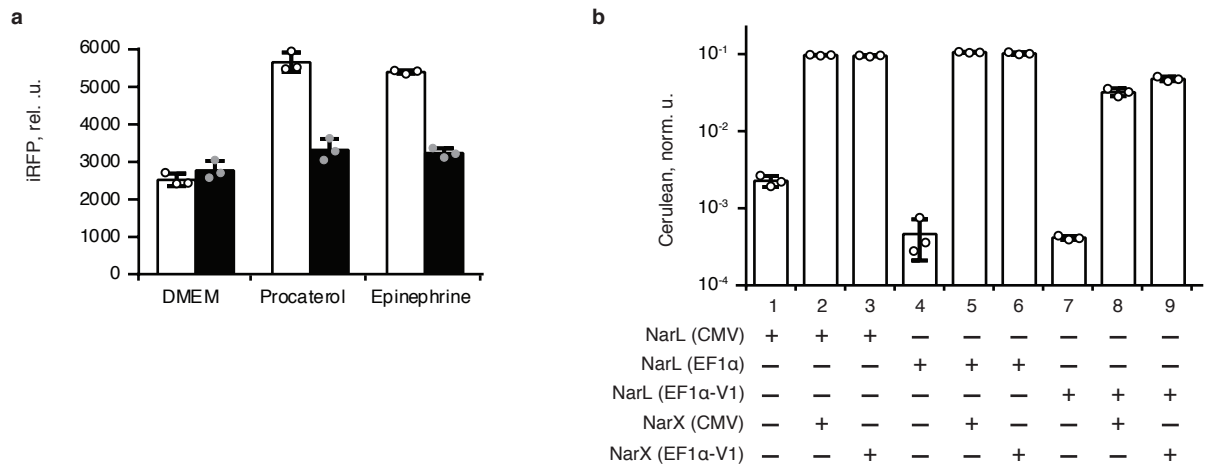 a
iRFP, rel. .u.
6000
5000
4000
3000
2000
1000
0
DMEM Procaterol Epinephrine
b
Cerulean, norm. u.
10-1
10-2
10-3
10-4
1 2 3 4 5 6 7 8 9
NarL (CMV) + + + — — — — — —
NarL (EF1α) — — — + + + — — —
NarL (EF1α-V1) — — — — — — + + +
NarX (CMV) — + — — + — — + —
NarX (EF1α-V1) — — + — — + — — +